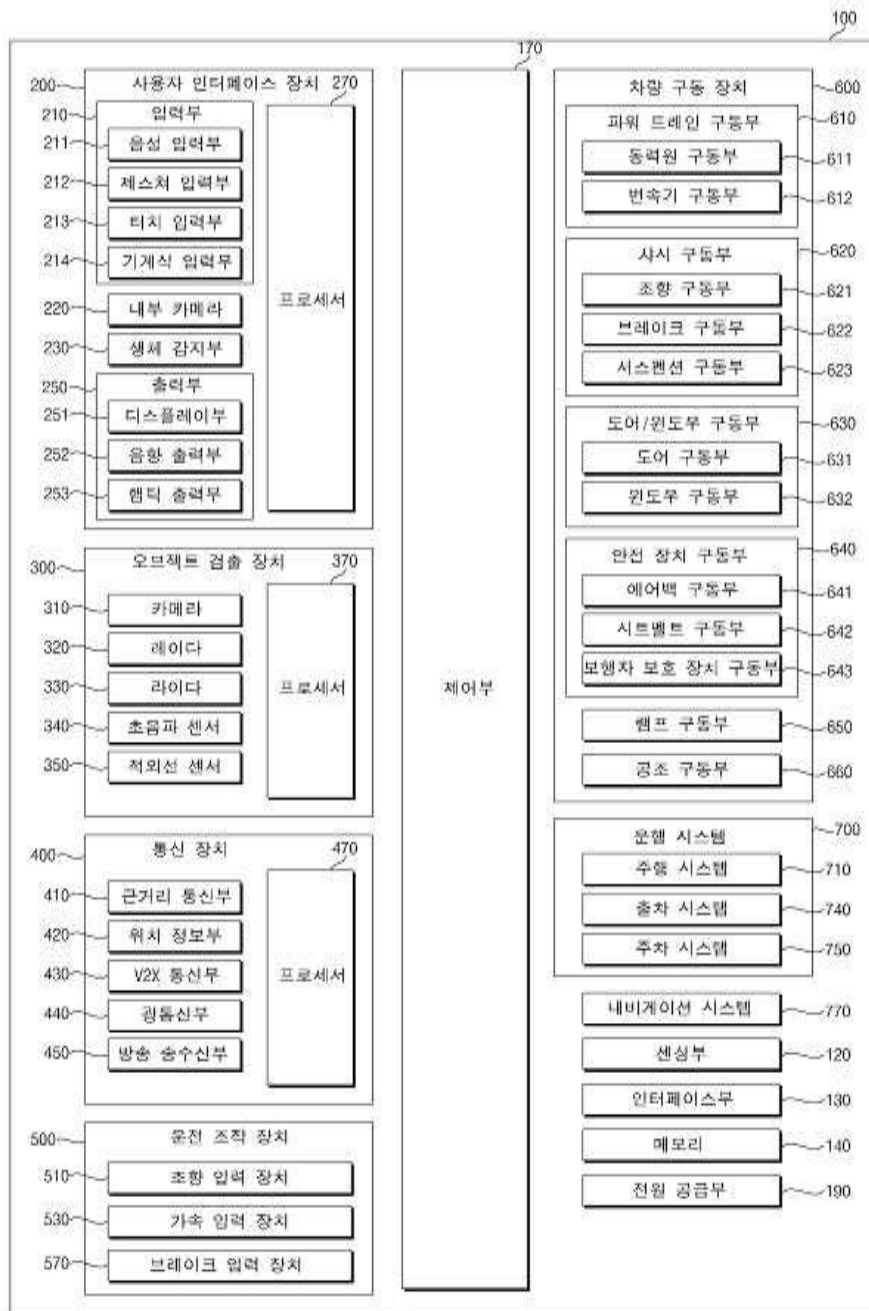 100
170
200 사용자 인터페이스 장치 270
210 입력부
211 음성 입력부
212 제스쳐 입력부
213 터치 입력부
214 기계식 입력부
프로세서
220 내부 카메라
230 생체 감지부
250 출력부
251 디스플레이부
252 음향 출력부
253 햅틱 출력부
300 오브젝트 검출 장치 370
310 카메라
320 레이다
330 라이다
프로세서
340 초음파 센서
350 적외선 센서
400 통신 장치 470
410 근거리 통신부
420 위치 정보부
430 V2X 통신부
프로세서
440 광통신부
450 방송 송수신부
500 운전 조작 장치
510 조향 입력 장치
530 가속 입력 장치
570 브레이크 입력 장치
제어부
차량 구동 장치 600
파워 트레인 구동부 610
동력원 구동부 611
변속기 구동부 612
샤시 구동부 620
조향 구동부 621
브레이크 구동부 622
서스펜션 구동부 623
도어/윈도우 구동부 630
도어 구동부 631
윈도우 구동부 632
안전 장치 구동부 640
에어백 구동부 641
시트벨트 구동부 642
보행자 보호 장치 구동부 643
램프 구동부 650
공조 구동부 660
운행 시스템 700
주행 시스템 710
출차 시스템 740
주차 시스템 750
내비게이션 시스템 770
센싱부 120
인터페이스부 130
메모리 140
전원 공급부 190